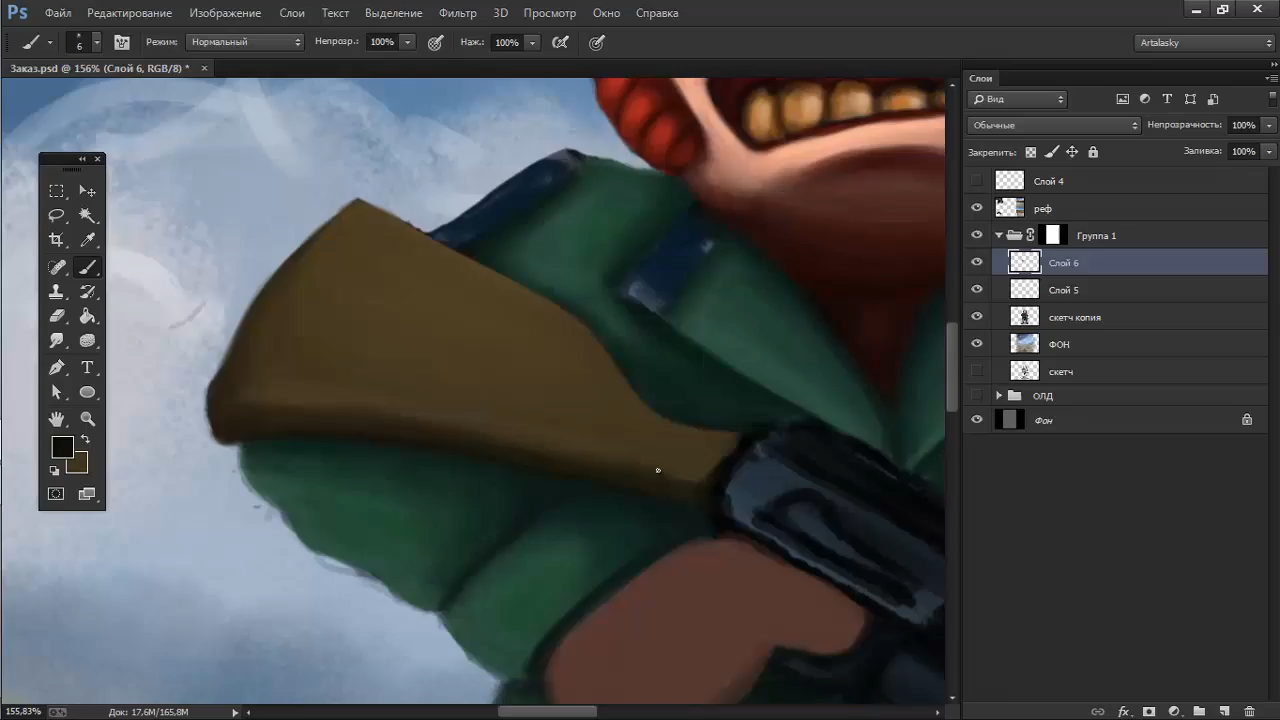 Ps Файл Редактирование Изображение Слои Текст Выделение Фильтр 3D Просмотр Окно Справка
6 Режим: Нормальный Непрозр.: 100% Наж.: 100% Artalasky
Заказ.psd @ 156% (Слой 6, RGB/8) * ×
Слои
Вид
Обычные Непрозрачность: 100%
Закрепить: Заливка: 100%
Слой 4
реф
Группа 1
Слой 6
Слой 5
скетч копия
ФОН
скетч
ОЛД
Фон
155,83% Док: 17,6M/165,8M
fx